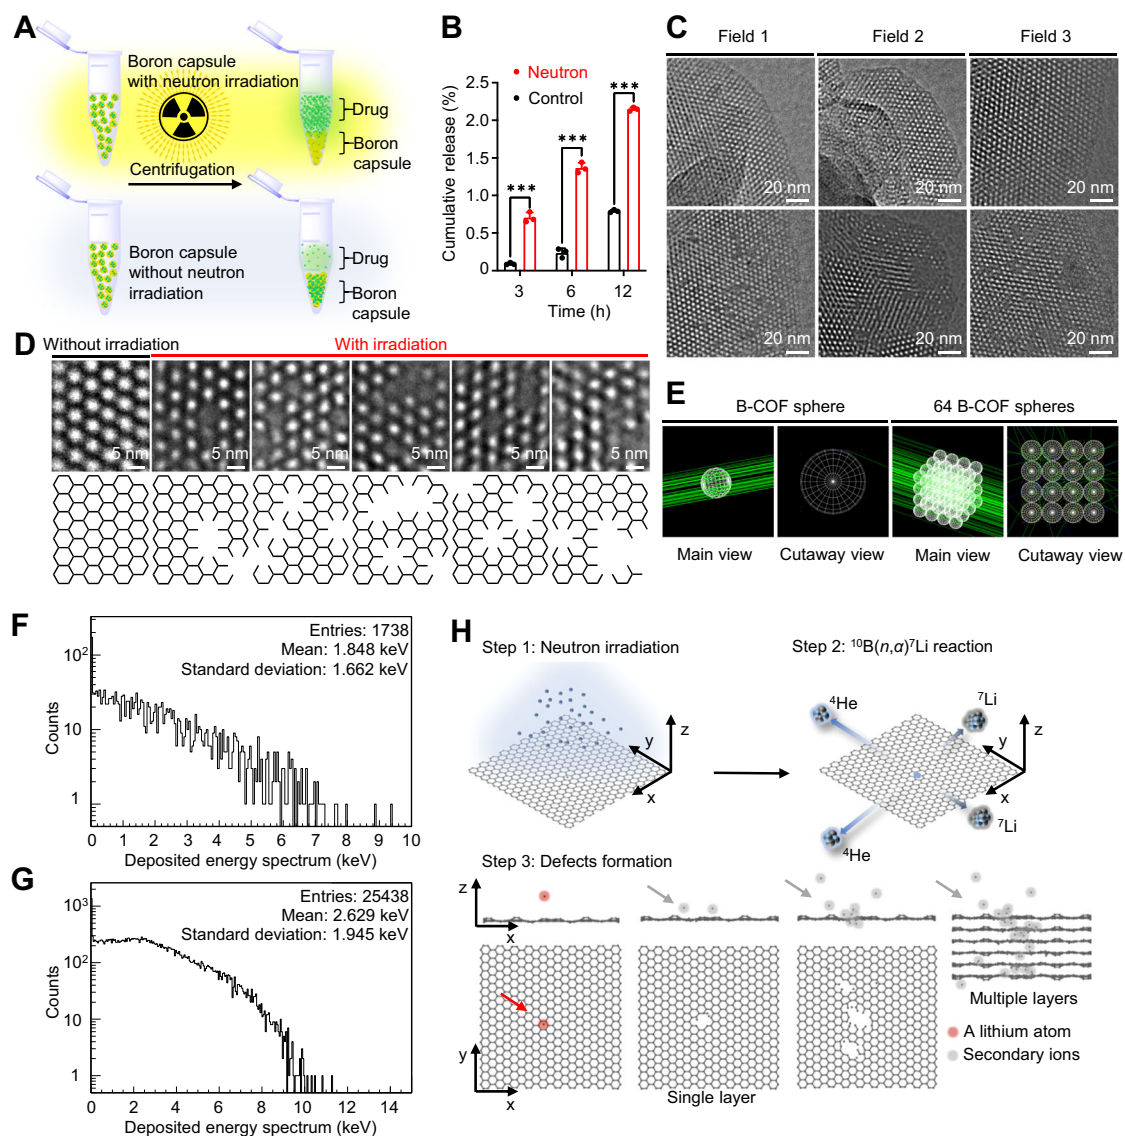 A
Boron capsule
with neutron irradiation
Drug
Boron
capsule
Centrifugation
Boron capsule
without neutron
irradiation
Drug
Boron
capsule
B
Neutron
Control
Cumulative release (%)
2.5
2.0
1.5
1.0
0.5
0
***
***
***
3
6
12
Time (h)
C
Field 1
Field 2
Field 3
20 nm
20 nm
20 nm
20 nm
20 nm
20 nm
D
Without irradiation
With irradiation
5 nm
5 nm
5 nm
5 nm
5 nm
5 nm
E
B-COF sphere
64 B-COF spheres
Main view
Cutaway view
Main view
Cutaway view
F
Entries: 1738
Mean: 1.848 keV
Standard deviation: 1.662 keV
Counts
10²
10
1
0 1 2 3 4 5 6 7 8 9 10
Deposited energy spectrum (keV)
G
Entries: 25438
Mean: 2.629 keV
Standard deviation: 1.945 keV
Counts
10³
10²
10
1
0 2 4 6 8 10 12 14
Deposited energy spectrum (keV)
H
Step 1: Neutron irradiation
z
y
x
Step 2: ¹⁰B(n,α)⁷Li reaction
⁴He
⁷Li
z
y
x
⁷Li
⁴He
Step 3: Defects formation
z
x
y
x
Single layer
Multiple layers
A lithium atom
Secondary ions